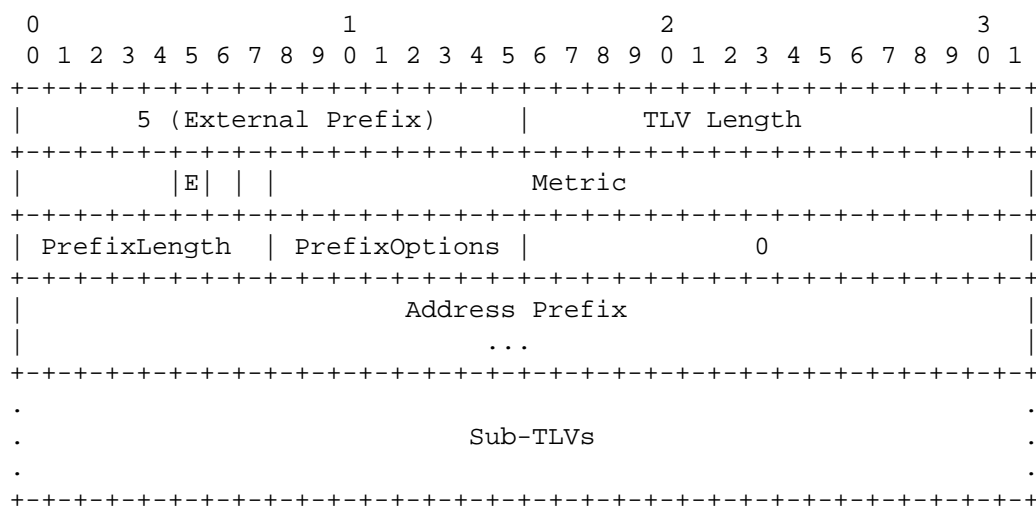 0                   1                   2                   3
 0 1 2 3 4 5 6 7 8 9 0 1 2 3 4 5 6 7 8 9 0 1 2 3 4 5 6 7 8 9 0 1
+-+-+-+-+-+-+-+-+-+-+-+-+-+-+-+-+-+-+-+-+-+-+-+-+-+-+-+-+-+-+-+-+
|       5 (External Prefix)     |       TLV Length              |
+-+-+-+-+-+-+-+-+-+-+-+-+-+-+-+-+-+-+-+-+-+-+-+-+-+-+-+-+-+-+-+-+
|         |E| | |                Metric                         |
+-+-+-+-+-+-+-+-+-+-+-+-+-+-+-+-+-+-+-+-+-+-+-+-+-+-+-+-+-+-+-+-+
| PrefixLength  | PrefixOptions |              0                |
+-+-+-+-+-+-+-+-+-+-+-+-+-+-+-+-+-+-+-+-+-+-+-+-+-+-+-+-+-+-+-+-+
|                        Address Prefix                         |
|                             ...                               |
+-+-+-+-+-+-+-+-+-+-+-+-+-+-+-+-+-+-+-+-+-+-+-+-+-+-+-+-+-+-+-+-+
.                                                               .
.                            Sub-TLVs                           .
.                                                               .
+-+-+-+-+-+-+-+-+-+-+-+-+-+-+-+-+-+-+-+-+-+-+-+-+-+-+-+-+-+-+-+-+